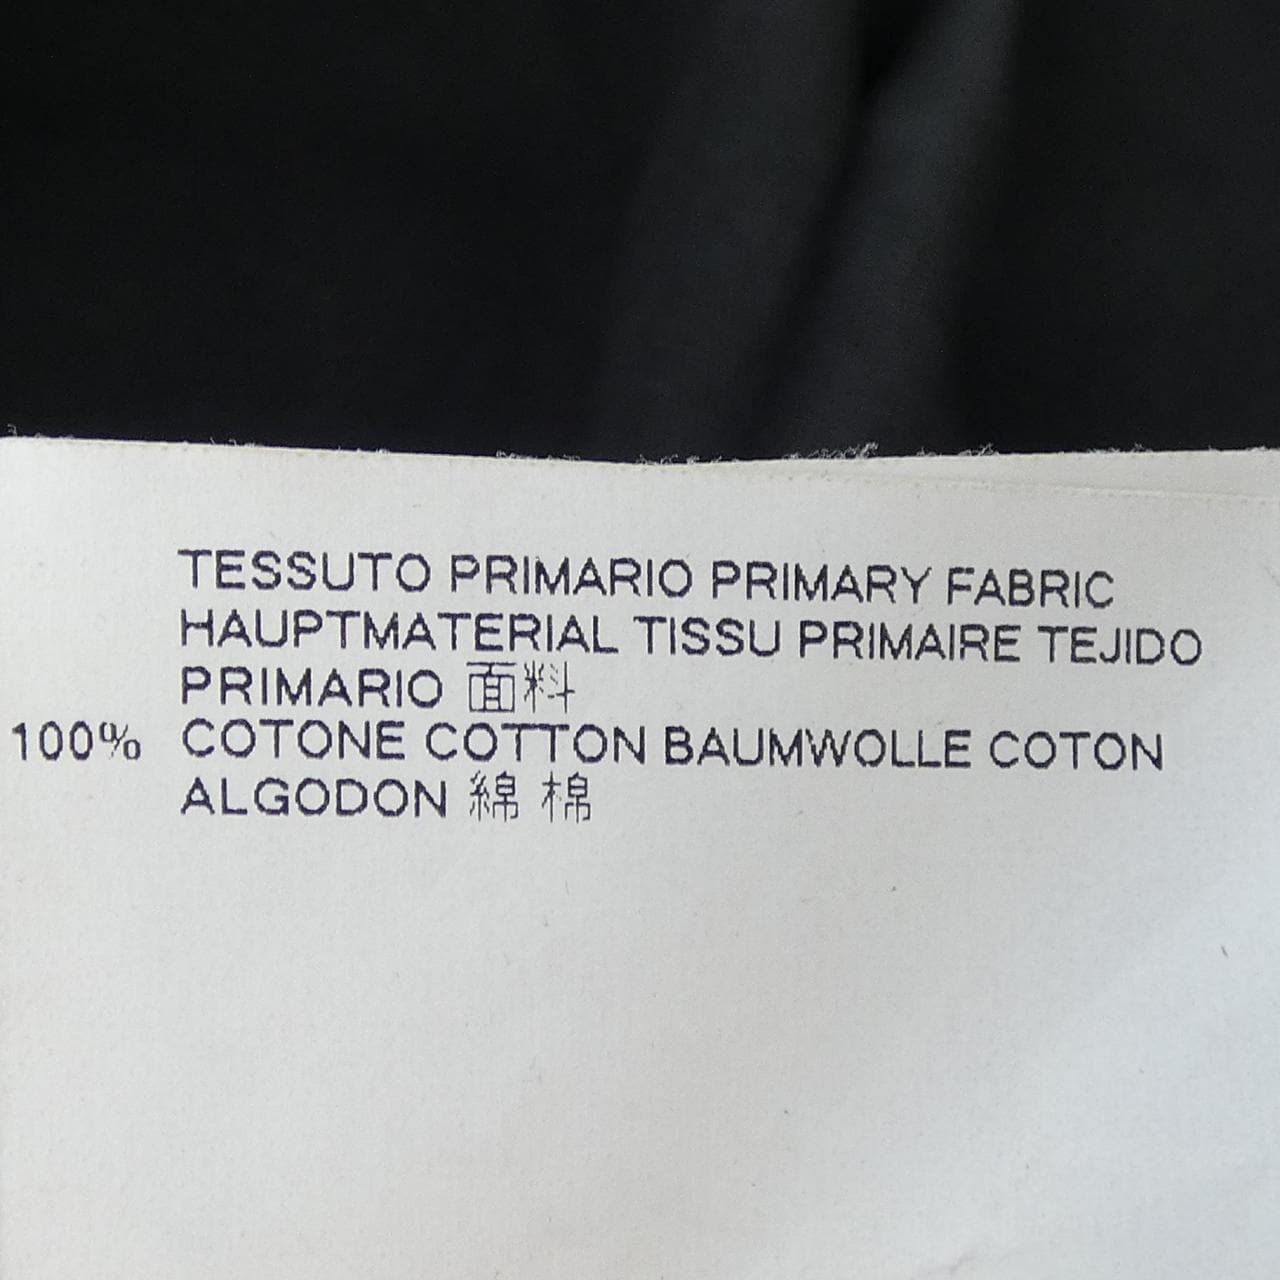 TESSUTO PRIMARIO PRIMARY FABRIC
HAUPTMATERIAL TISSU PRIMAIRE TEJIDO
PRIMARIO 面料
100% COTONE COTTON BAUMWOLLE COTON
ALGODON 綿 棉